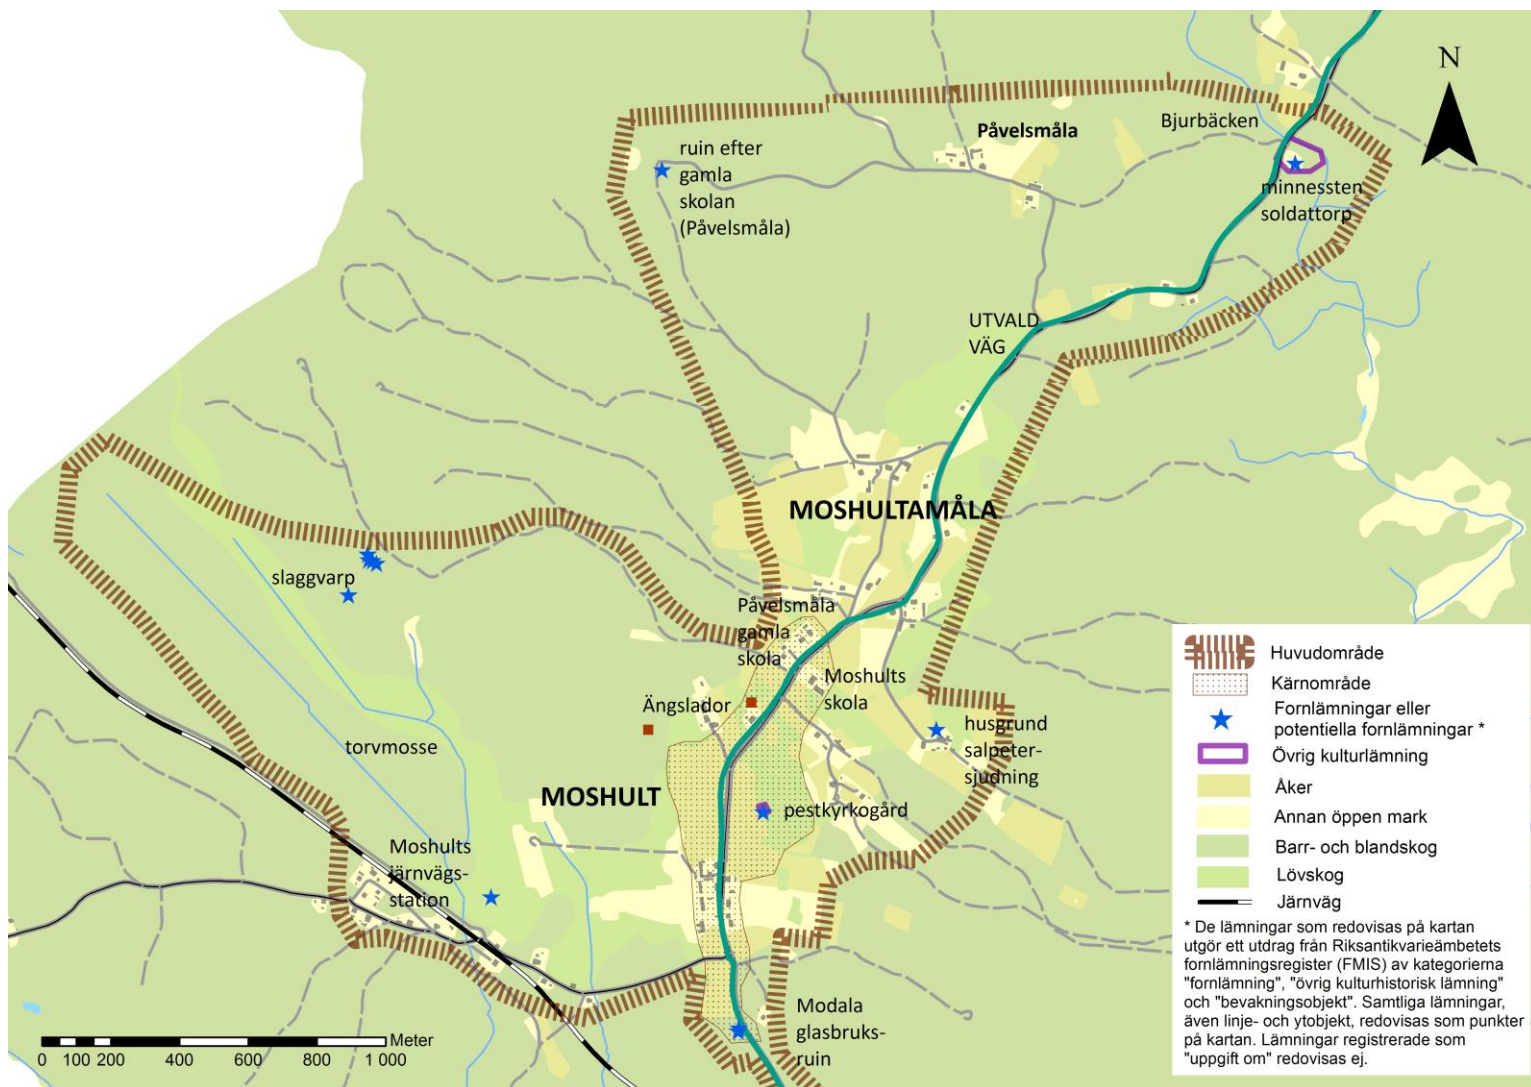 N
Påvelsmåla
Bjurbäcken
ruin efter
gamla
skolan
(Påvelsmåla)
minnessten
soldattorp
UTVALD
VÄG
MOSHULTAMÅLA
slaggvarp
Påvelsmåla
gamla
skola
Moshults
skola
Ängslador
husgrund
salpeter-
sjudning
torvmosse
MOSHULT
pestkyrkogård
Moshults
järnvägs-
station
Modala
glasbruks-
ruin
Meter
0 100 200 400 600 800 1 000
Huvudområde
Kärnområde
Fornlämningar eller
potentiella fornlämningar *
Övrig kulturlämning
Åker
Annan öppen mark
Barr- och blandskog
Lövskog
Järnväg
* De lämningar som redovisas på kartan
utgör ett utdrag från Riksantikvarieämbetets
fornlämningsregister (FMIS) av kategorierna
"fornlämning", "övrig kulturhistorisk lämning"
och "bevakningsobjekt". Samtliga lämningar,
även linje- och ytobjekt, redovisas som punkter
på kartan. Lämningar registrerade som
"uppgift om" redovisas ej.